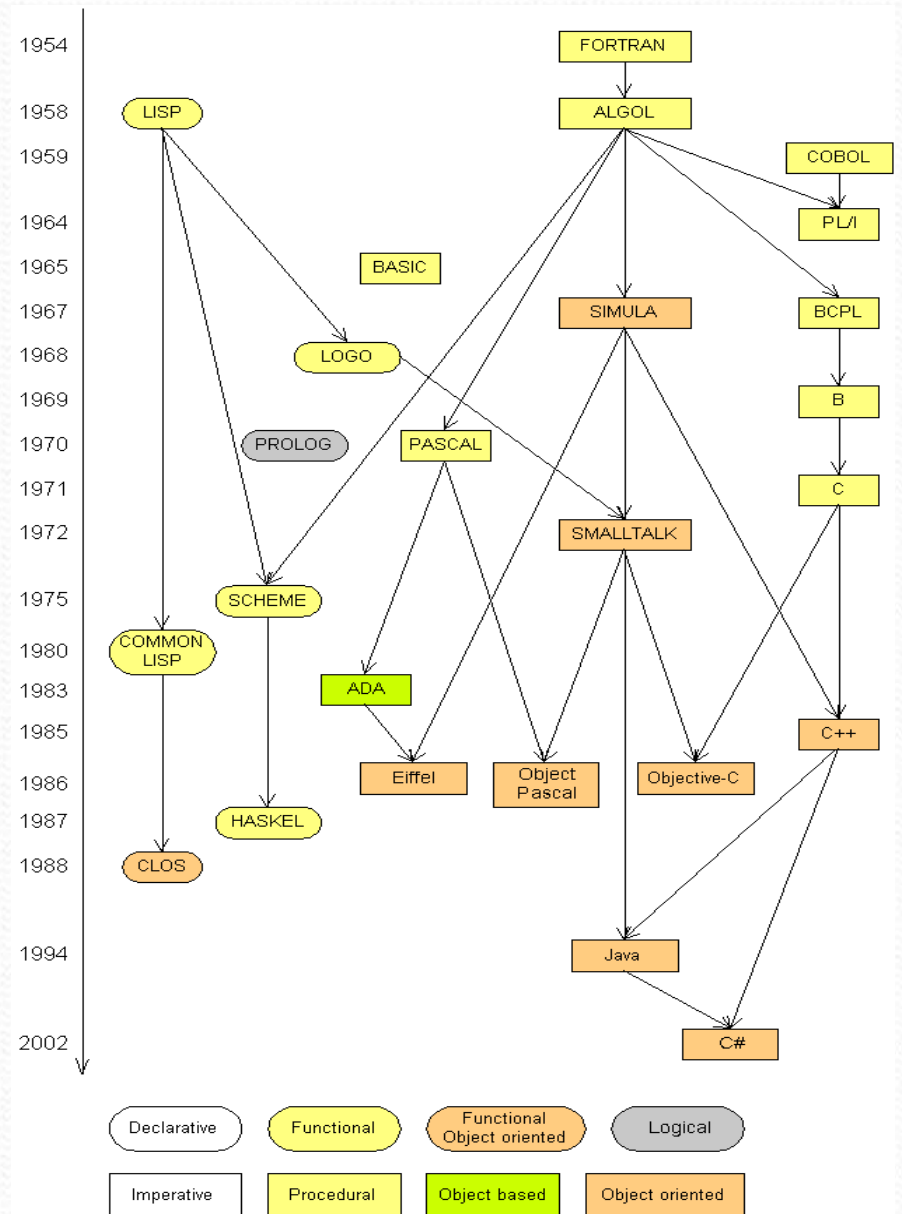 1954
FORTRAN
1958
LISP
ALGOL
1959
COBOL
1964
PL/I
1965
BASIC
1967
SIMULA
BCPL
1968
LOGO
1969
B
1970
PROLOG
PASCAL
1971
C
1972
SMALLTALK
1975
SCHEME
1980
COMMON
LISP
1983
ADA
1985
C++
1986
Eiffel
Object
Pascal
Objective-C
1987
HASKEL
1988
CLOS
1994
Java
2002
C#
Declarative
Functional
Functional
Object oriented
Logical
Imperative
Procedural
Object based
Object oriented